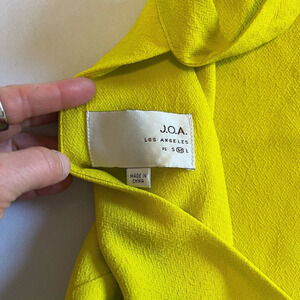 J.O.A.
LOS ANGELES
XS S M L
MADE IN
CHINA